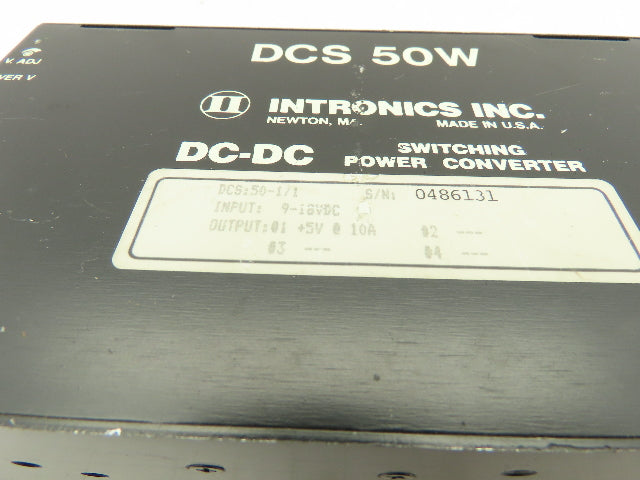 V. ADJ
VER V
DCS 50W
INTRONICS INC.
NEWTON, MA.
MADE IN U.S.A.
DC-DC SWITCHING
POWER CONVERTER
DCS:50-1/1 S/N: 0486131
INPUT: 9-18VDC
OUTPUT:#1 +5V @ 10A #2 ---
#3 --- #4 ---